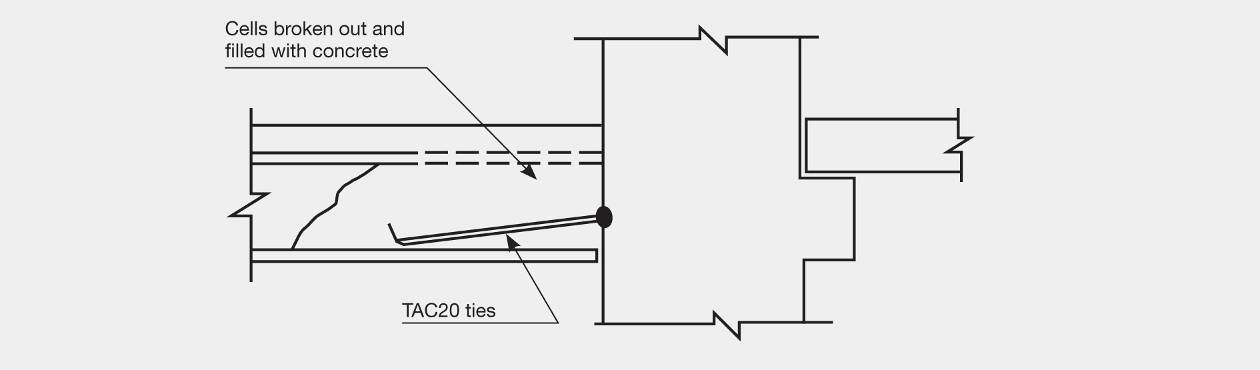 Cells broken out and
filled with concrete
TAC20 ties